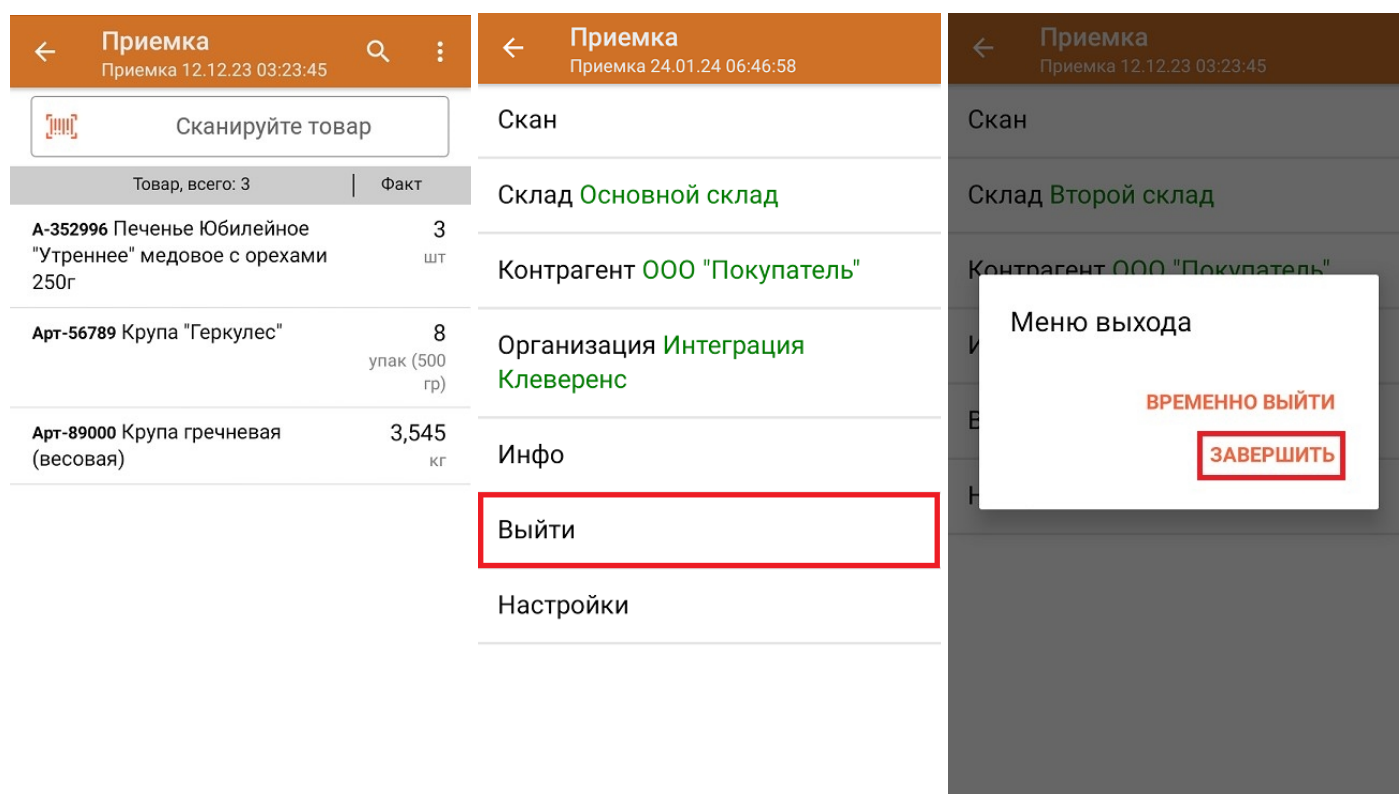 Приемка
Приемка 12.12.23 03:23:45
Сканируйте товар
Товар, всего: 3
Факт
А-352996 Печенье Юбилейное
3
"Утреннее" медовое с орехами
шт
250г
Арт-56789 Крупа "Геркулес"
8
упак (500
гр)
Арт-89000 Крупа гречневая
3,545
(весовая)
кг
Приемка
Приемка 24.01.24 06:46:58
Скан
Склад Основной склад
Контрагент ООО "Покупатель"
Организация Интеграция
Клеверенс
Инфо
Выйти
Настройки
Приемка
Приемка 12.12.23 03:23:45
Скан
Склад Второй склад
Контрагент ООО "Покупатель"
Меню выхода
ВРЕМЕННО ВЫЙТИ
ЗАВЕРШИТЬ